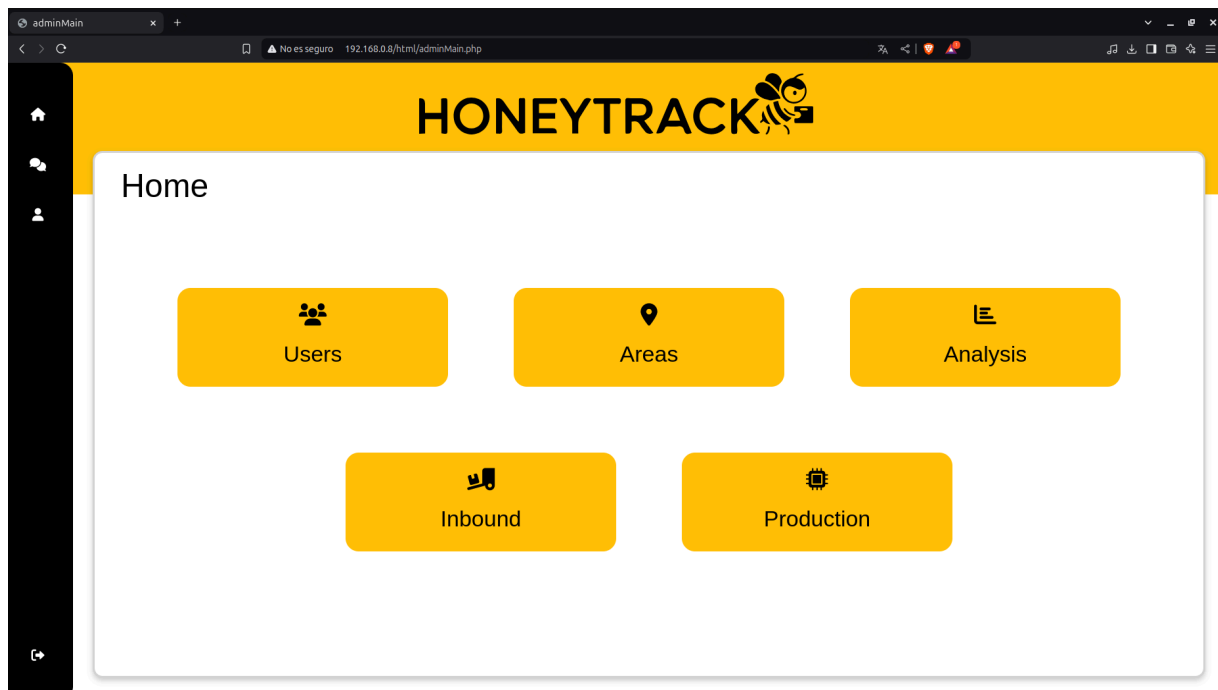 adminMain
No es seguro 192.168.0.8/html/adminMain.php
HONEYTRACK
Home
Users
Areas
Analysis
Inbound
Production